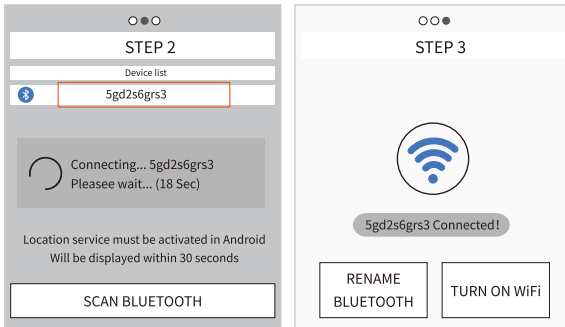 STEP 2
Device list
5gd2s6grs3
Connecting... 5gd2s6grs3
Pleasee wait... (18 Sec)
Location service must be activated in Android
Will be displayed within 30 seconds
SCAN BLUETOOTH
STEP 3
5gd2s6grs3 Connected!
RENAME
BLUETOOTH
TURN ON WiFi